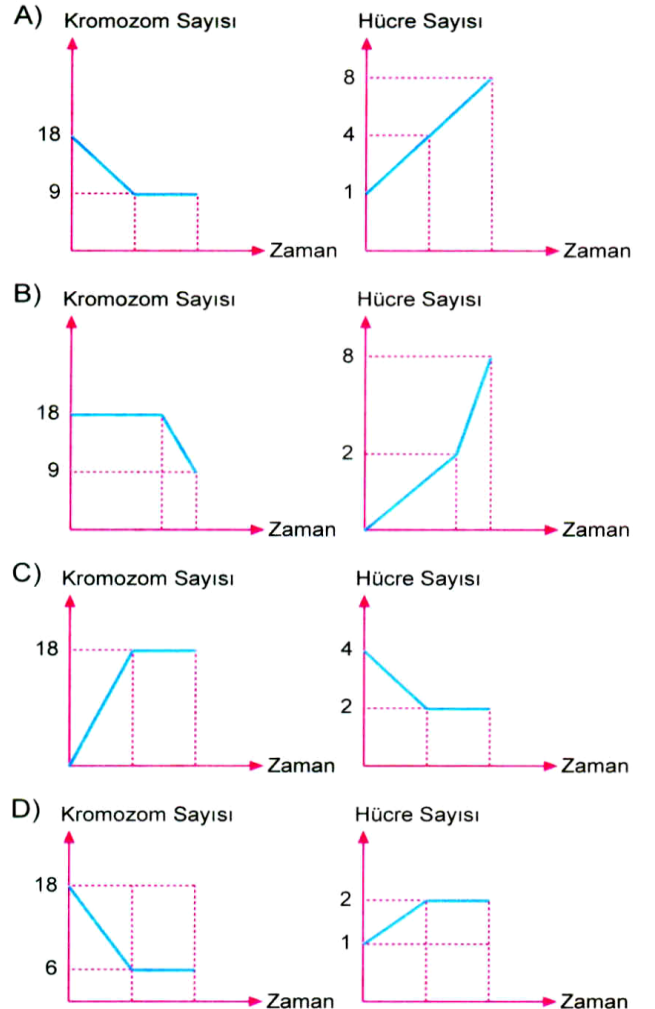 A) Kromozom Sayısı Hücre Sayısı
18
9
Zaman
8
4
1
Zaman
B) Kromozom Sayısı Hücre Sayısı
18
9
Zaman
8
2
Zaman
C) Kromozom Sayısı Hücre Sayısı
18
Zaman
4
2
Zaman
D) Kromozom Sayısı Hücre Sayısı
18
6
Zaman
2
1
Zaman